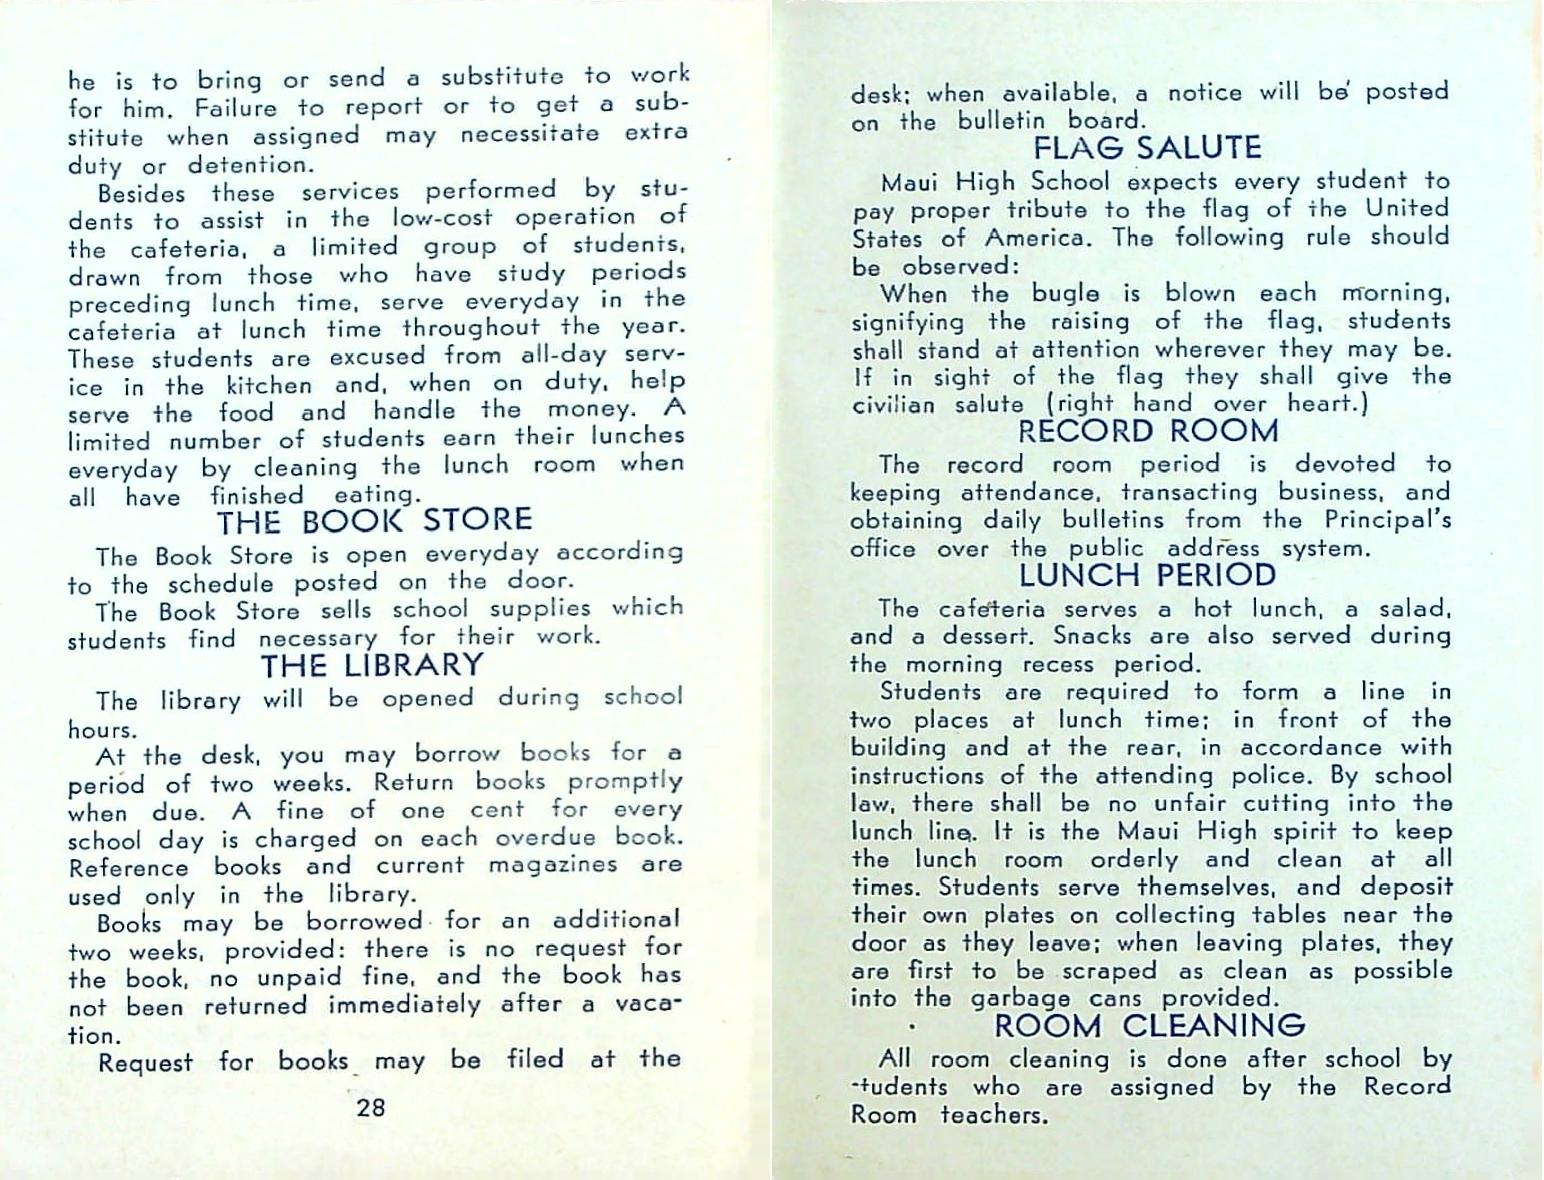 he is to bring or send a substitute to work
for him. Failure to report or to get a sub-
stitute when assigned may necessitate extra
duty or detention.
Besides these services performed by stu-
dents to assist in the low-cost operation of
the cafeteria, a limited group of students,
drawn from those who have study periods
preceding lunch time, serve everyday in the
cafeteria at lunch time throughout the year.
These students are excused from all-day serv-
ice in the kitchen and, when on duty, help
serve the food and handle the money. A
limited number of students earn their lunches
everyday by cleaning the lunch room when
all have finished eating.
THE BOOK STORE
The Book Store is open everyday according
to the schedule posted on the door.
The Book Store sells school supplies which
students find necessary for their work.
THE LIBRARY
The library will be opened during school
hours.
At the desk, you may borrow books for a
period of two weeks. Return books promptly
when due. A fine of one cent for every
school day is charged on each overdue book.
Reference books and current magazines are
used only in the library.
Books may be borrowed for an additional
two weeks, provided: there is no request for
the book, no unpaid fine, and the book has
not been returned immediately after a vaca-
tion.
Request for books may be filed at the
28
desk; when available, a notice will be posted
on the bulletin board.
FLAG SALUTE
Maui High School expects every student to
pay proper tribute to the flag of the United
States of America. The following rule should
be observed:
When the bugle is blown each morning,
signifying the raising of the flag, students
shall stand at attention wherever they may be.
If in sight of the flag they shall give the
civilian salute (right hand over heart.)
RECORD ROOM
The record room period is devoted to
keeping attendance, transacting business, and
obtaining daily bulletins from the Principal's
office over the public address system.
LUNCH PERIOD
The cafeteria serves a hot lunch, a salad,
and a dessert. Snacks are also served during
the morning recess period.
Students are required to form a line in
two places at lunch time; in front of the
building and at the rear, in accordance with
instructions of the attending police. By school
law, there shall be no unfair cutting into the
lunch line. It is the Maui High spirit to keep
the lunch room orderly and clean at all
times. Students serve themselves, and deposit
their own plates on collecting tables near the
door as they leave; when leaving plates, they
are first to be scraped as clean as possible
into the garbage cans provided.
ROOM CLEANING
All room cleaning is done after school by
students who are assigned by the Record
Room teachers.